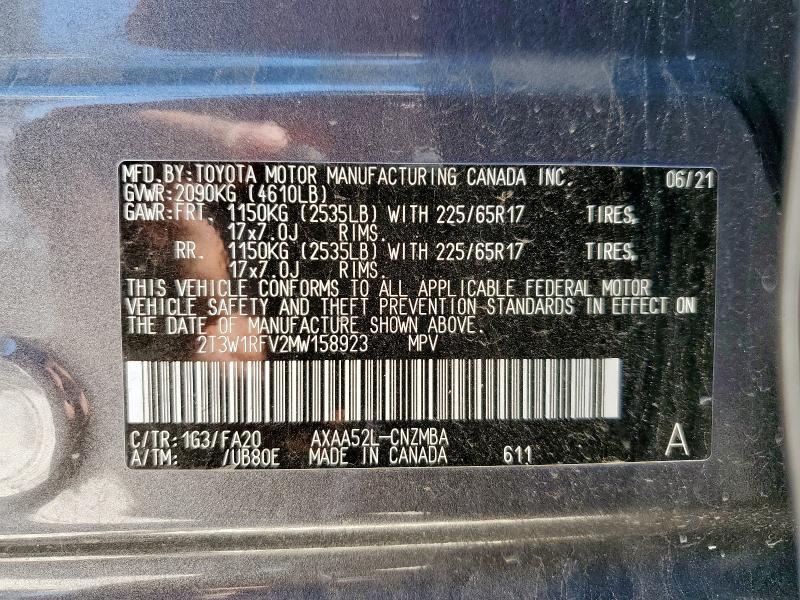 MFD.BY:TOYOTA MOTOR MANUFACTURING CANADA INC. 06/21
GVWR:2090KG (4610LB)
GAWR:FRT. 1150KG (2535LB) WITH 225/65R17 TIRES,
17x7.0J RIMS.
RR. 1150KG (2535LB) WITH 225/65R17 TIRES,
17x7.0J RIMS.
THIS VEHICLE CONFORMS TO ALL APPLICABLE FEDERAL MOTOR
VEHICLE SAFETY AND THEFT PREVENTION STANDARDS IN EFFECT ON
THE DATE OF MANUFACTURE SHOWN ABOVE.
2T3W1RFV2MW158923 MPV
C/TR:1G3/FA20 AXAA52L-CNZMBA A
A/TM: /UB80E MADE IN CANADA 611